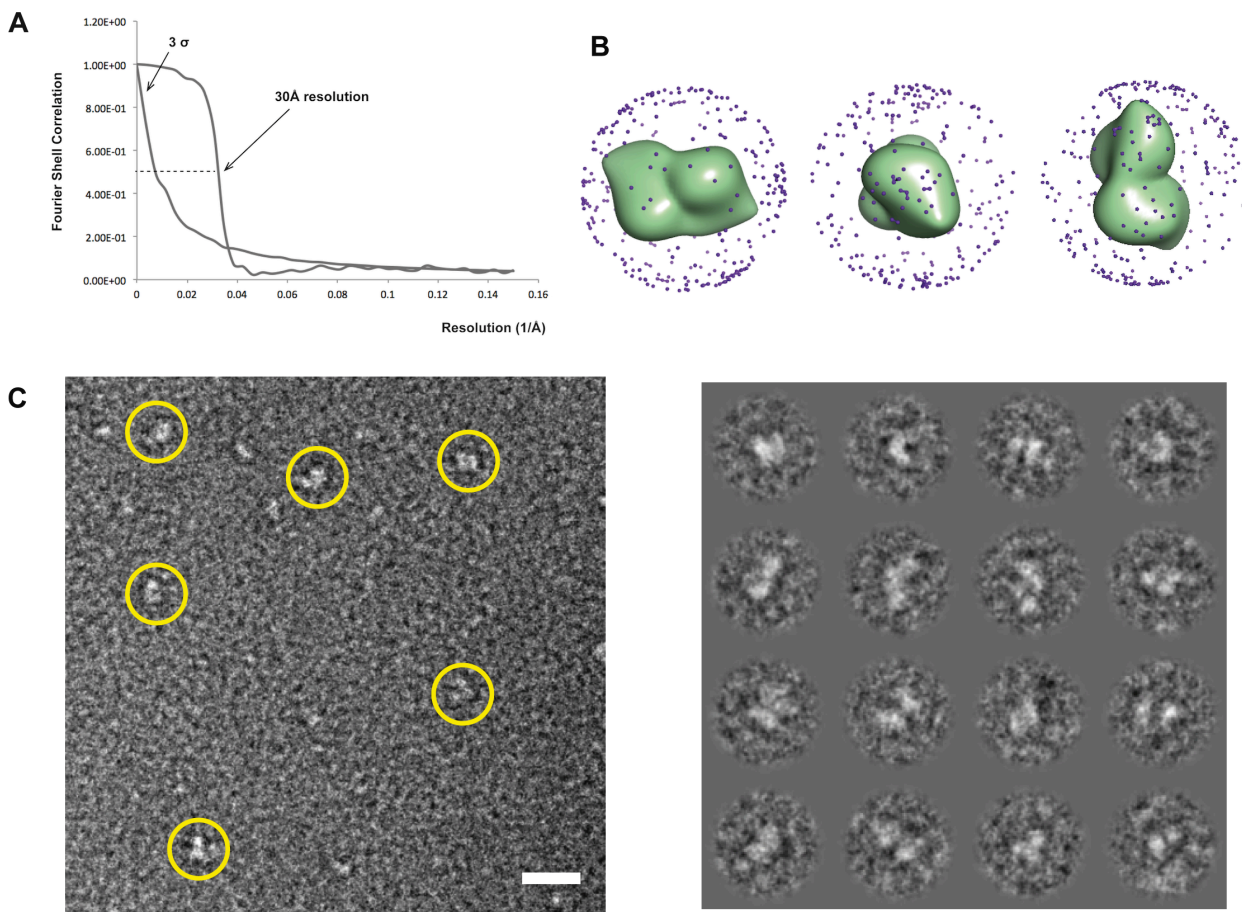 A
1.20E+00
1.00E+00
8.00E-01
6.00E-01
4.00E-01
2.00E-01
0.00E+00
Fourier Shell Correlation
3 σ
30Å resolution
0
0.02
0.04
0.06
0.08
0.1
0.12
0.14
0.16
Resolution (1/Å)
B
C